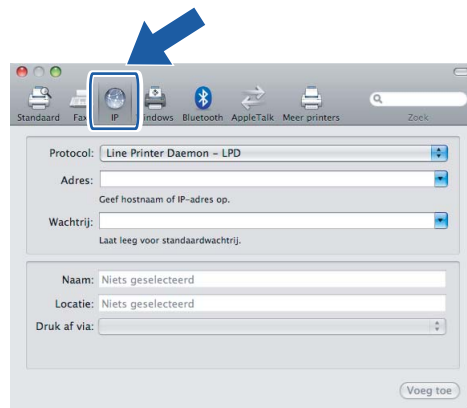 Standaard Fax IP Windows Bluetooth AppleTalk Meer printers Zoek
Protocol: Line Printer Daemon – LPD
Adres:
Geef hostnaam of IP-adres op.
Wachtrij:
Laat leeg voor standaardwachtrij.
Naam: Niets geselecteerd
Locatie: Niets geselecteerd
Druk af via:
Voeg toe